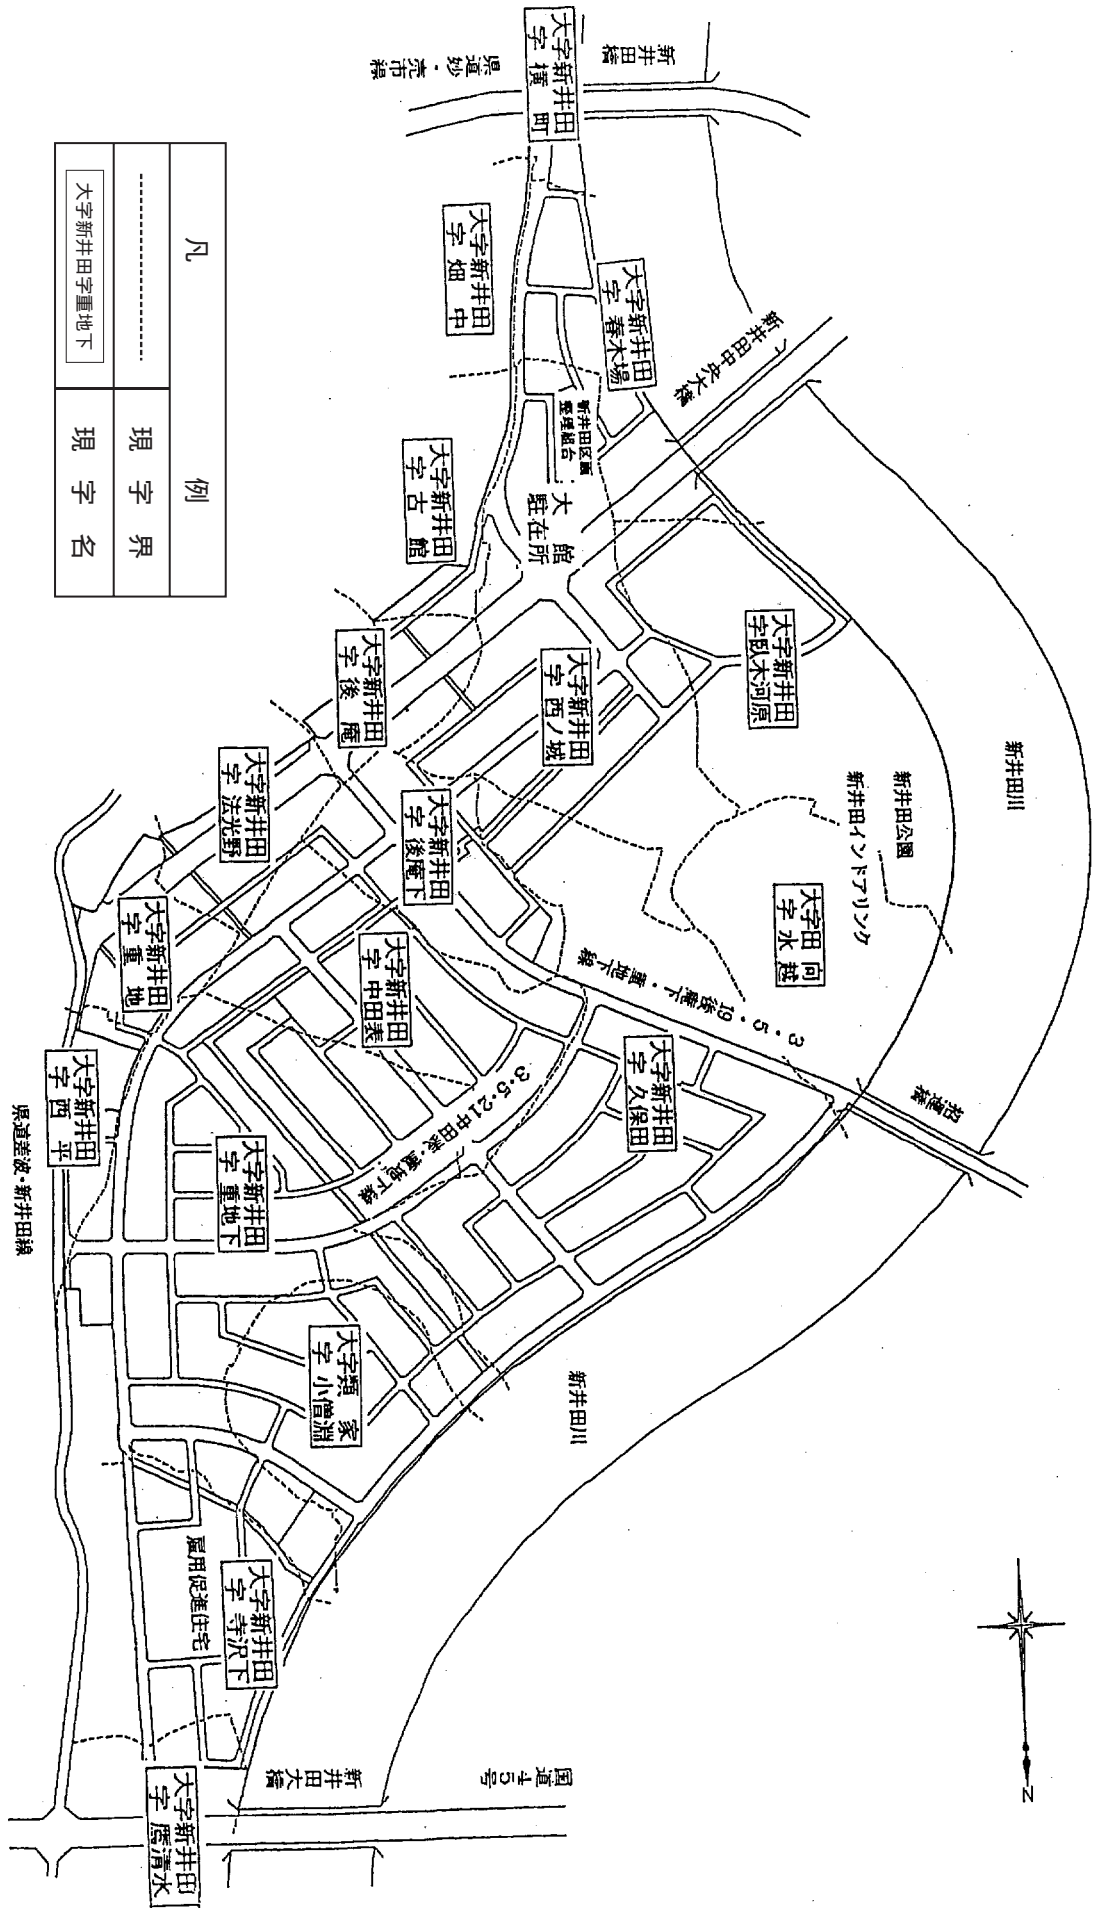 大字新井田
字 横 町
新井田橋
県道妙・売市線
大字新井田
字 畑 中
大字新井田
字 春木場
新井田中央大橋
新井田区画
整理組合
大 館
駐在所
大字新井田
字 古 館
大字新井田
字臥木河原
大字新井田
字 西ノ城
大字新井田
字 後 庵
新井田川
新井田公園
新井田インドアリンク
大字新井田
字 法光野
大字新井田
字 後庵下
大字田 向
字 水 越
大字新井田
字 重 地
大字新井田
字 中田表
3・5・19後庵下・重地下線
大字新井田
字 久保田
大字新井田
字 西 平
3・5・21中田表・重地下線
県道差波・新井田線
大字新井田
字 重地下
大字類 家
字 小僧淵
新井田川
雇用促進住宅
大字新井田
字 寺沢下
新井田大橋
国道45号
大字新井田
N
凡 例
現 字 界
大字新井田字重地下
現 字 名